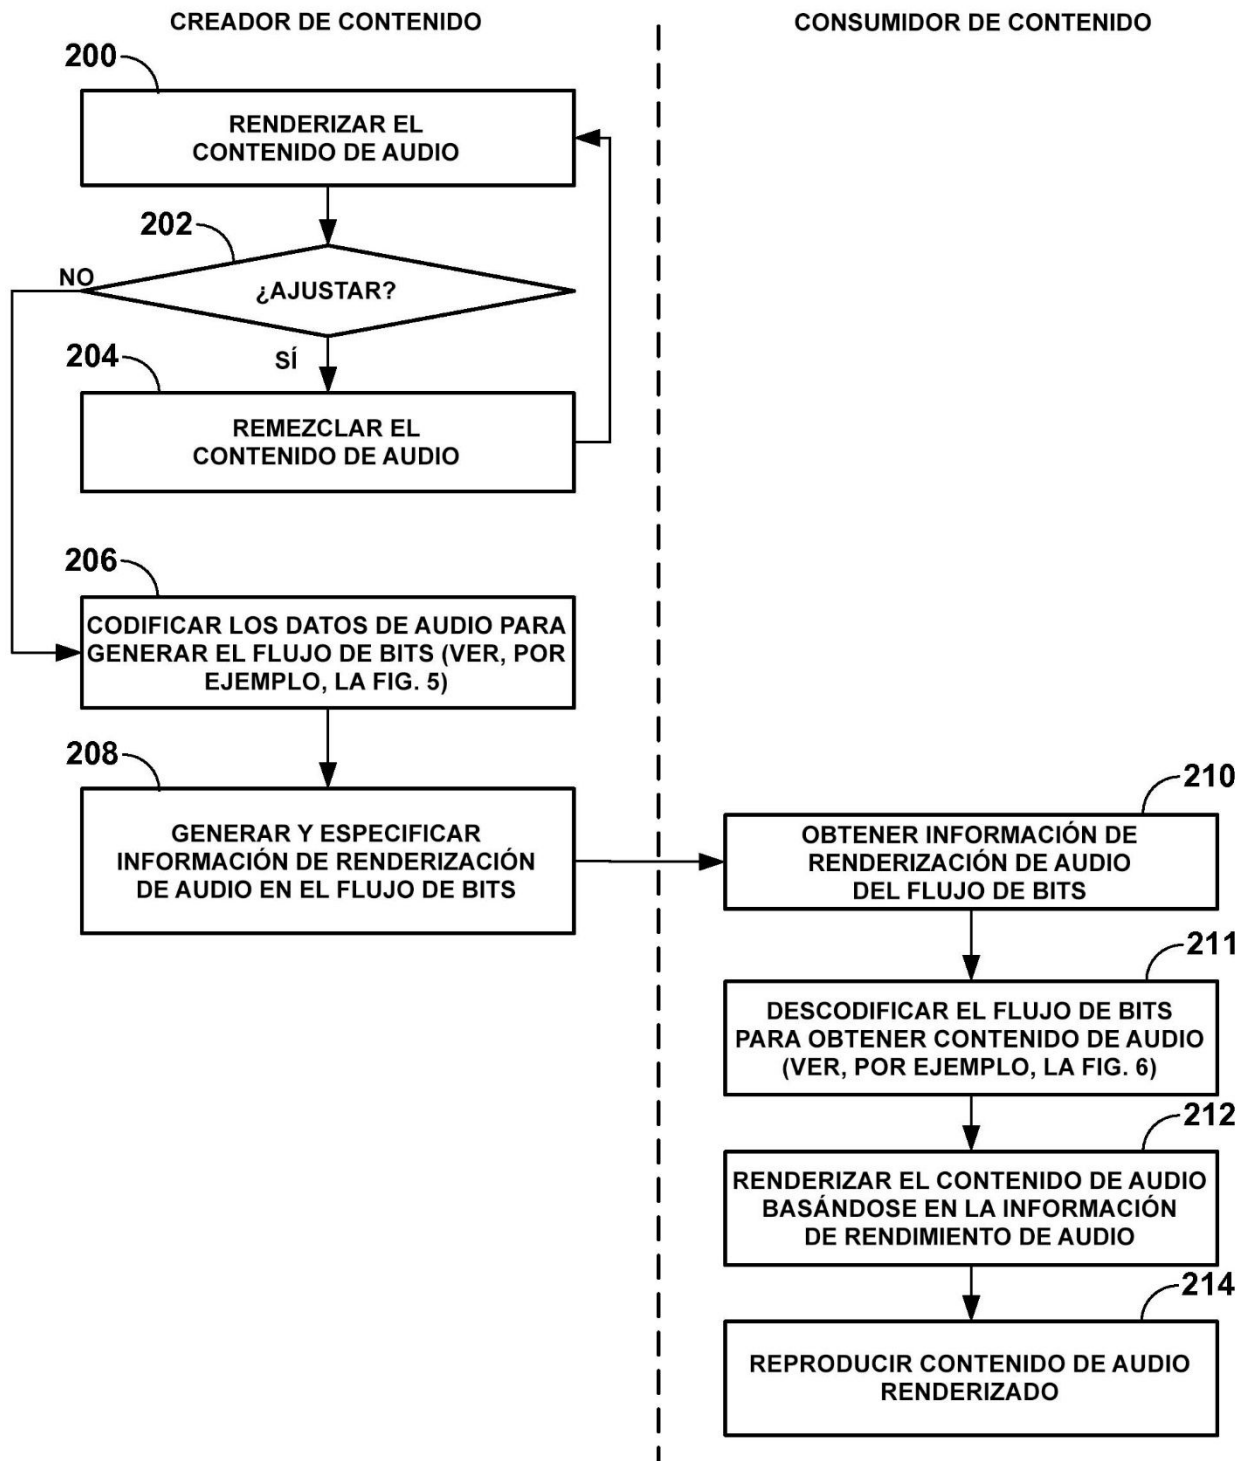 CREADOR DE CONTENIDO
CONSUMIDOR DE CONTENIDO
200
RENDERIZAR EL
CONTENIDO DE AUDIO
202
NO
¿AJUSTAR?
SÍ
204
REMEZCLAR EL
CONTENIDO DE AUDIO
206
CODIFICAR LOS DATOS DE AUDIO PARA
GENERAR EL FLUJO DE BITS (VER, POR
EJEMPLO, LA FIG. 5)
208
GENERAR Y ESPECIFICAR
INFORMACIÓN DE RENDERIZACIÓN
DE AUDIO EN EL FLUJO DE BITS
210
OBTENER INFORMACIÓN DE
RENDERIZACIÓN DE AUDIO
DEL FLUJO DE BITS
211
DESCODIFICAR EL FLUJO DE BITS
PARA OBTENER CONTENIDO DE AUDIO
(VER, POR EJEMPLO, LA FIG. 6)
212
RENDERIZAR EL CONTENIDO DE AUDIO
BASÁNDOSE EN LA INFORMACIÓN
DE RENDIMIENTO DE AUDIO
214
REPRODUCIR CONTENIDO DE AUDIO
RENDERIZADO